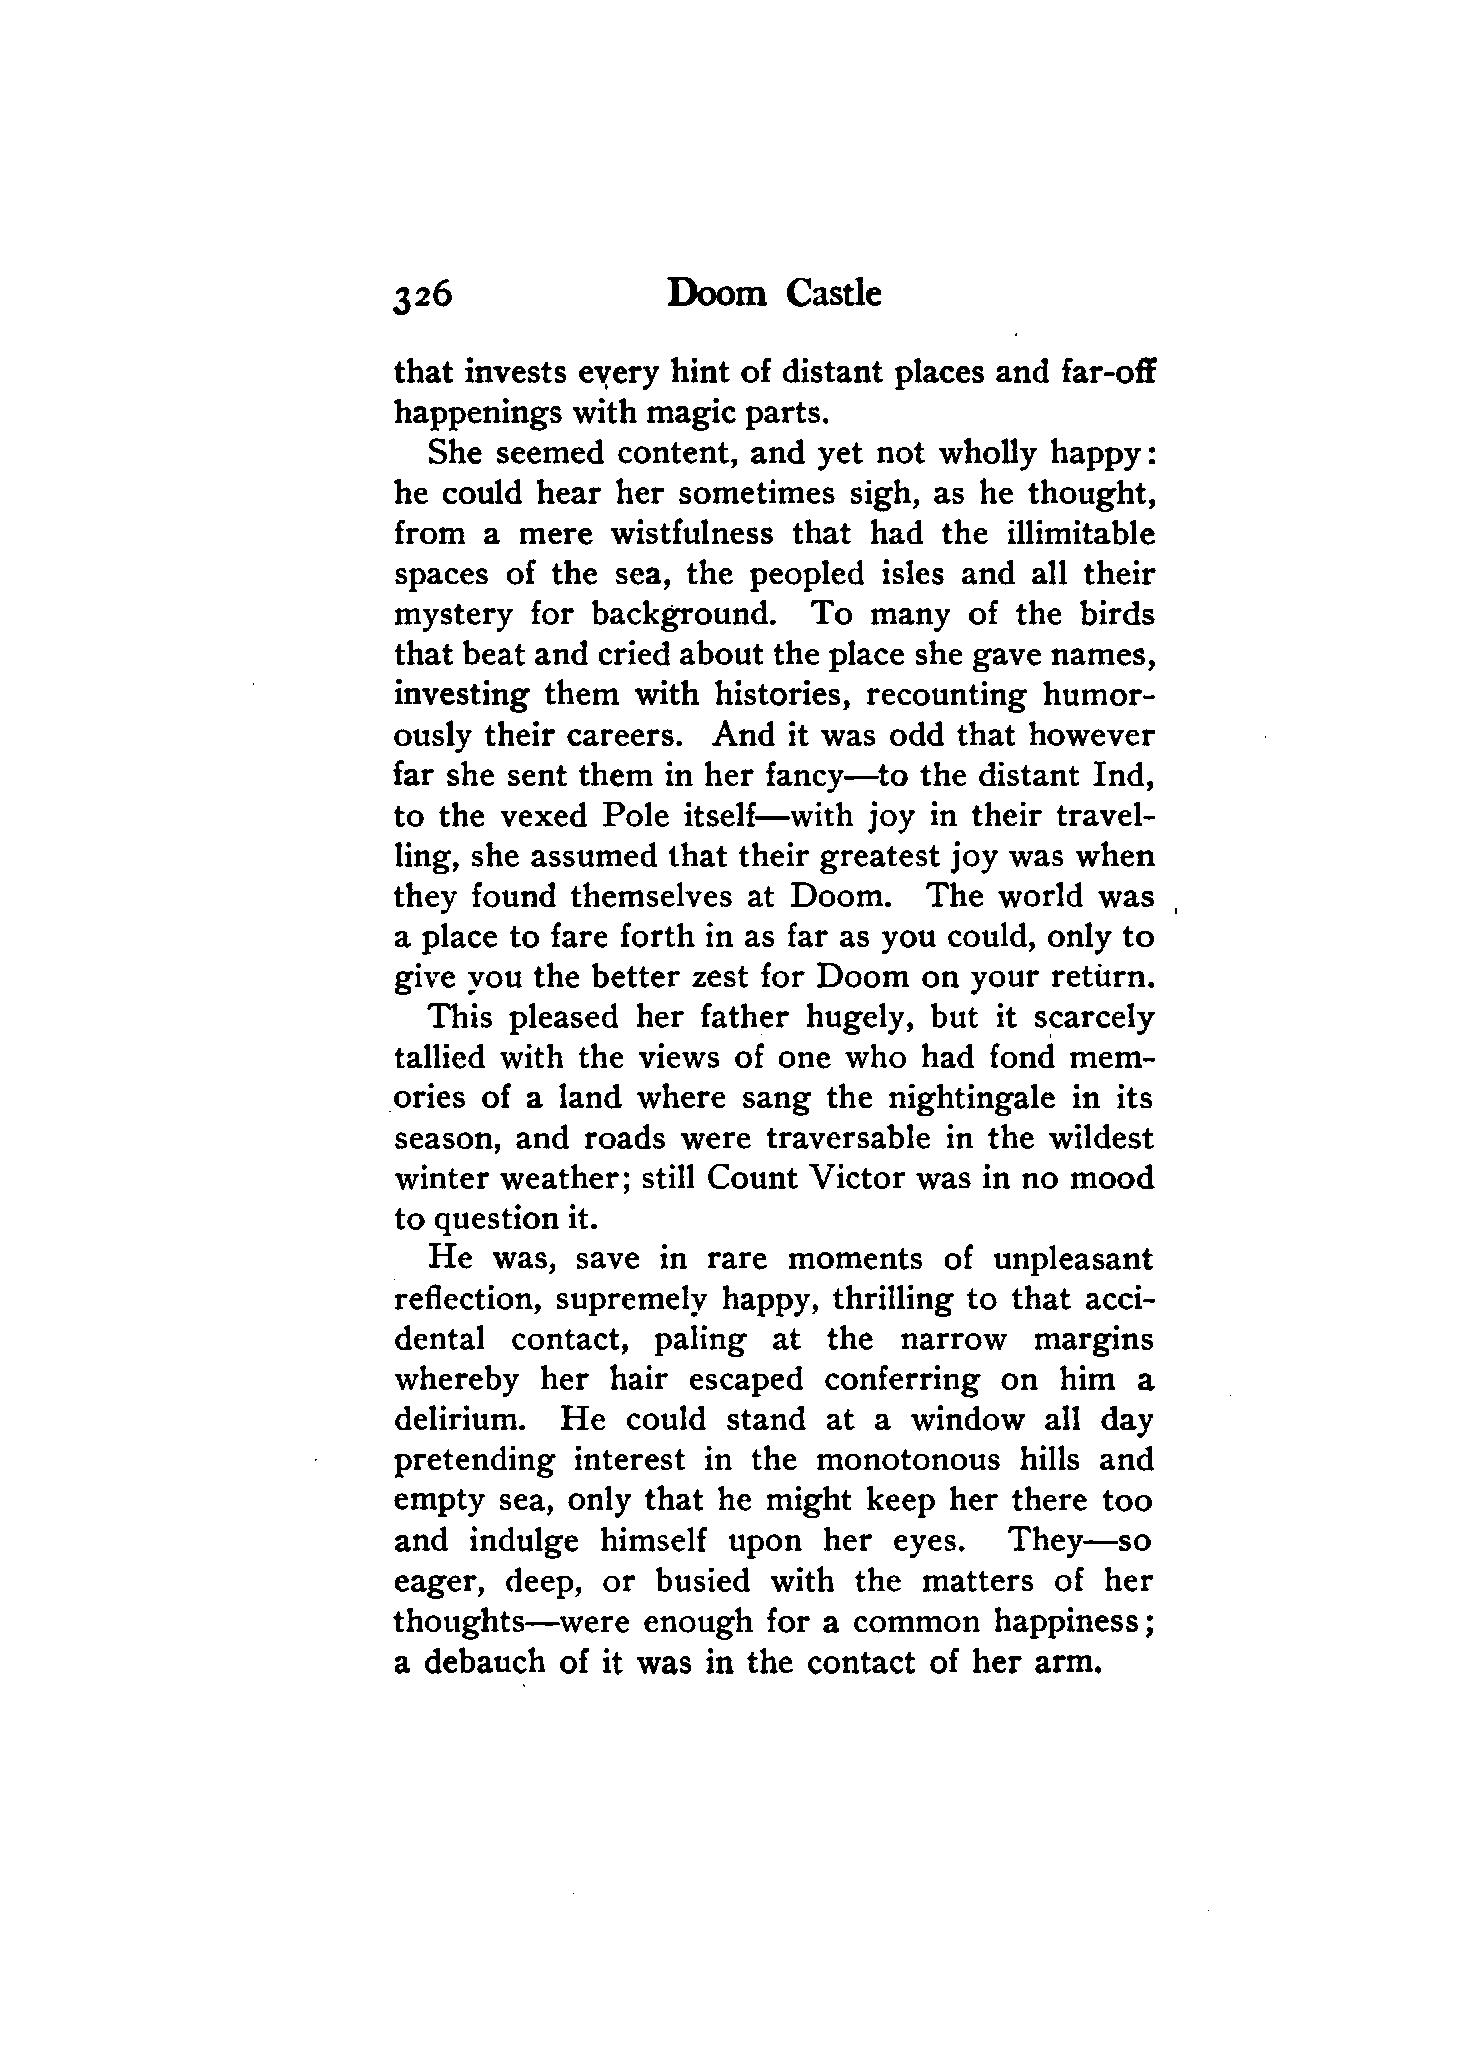 326 Doom Castle
that invests every hint of distant places and far-off
happenings with magic parts.
She seemed content, and yet not wholly happy:
he could hear her sometimes sigh, as he thought,
from a mere wistfulness that had the illimitable
spaces of the sea, the peopled isles and all their
mystery for background. To many of the birds
that beat and cried about the place she gave names,
investing them with histories, recounting humor-
ously their careers. And it was odd that however
far she sent them in her fancy—to the distant Ind,
to the vexed Pole itself—with joy in their travel-
ling, she assumed that their greatest joy was when
they found themselves at Doom. The world was
a place to fare forth in as far as you could, only to
give you the better zest for Doom on your return.
This pleased her father hugely, but it scarcely
tallied with the views of one who had fond mem-
ories of a land where sang the nightingale in its
season, and roads were traversable in the wildest
winter weather; still Count Victor was in no mood
to question it.
He was, save in rare moments of unpleasant
reflection, supremely happy, thrilling to that acci-
dental contact, paling at the narrow margins
whereby her hair escaped conferring on him a
delirium. He could stand at a window all day
pretending interest in the monotonous hills and
empty sea, only that he might keep her there too
and indulge himself upon her eyes. They—so
eager, deep, or busied with the matters of her
thoughts—were enough for a common happiness;
a debauch of it was in the contact of her arm.